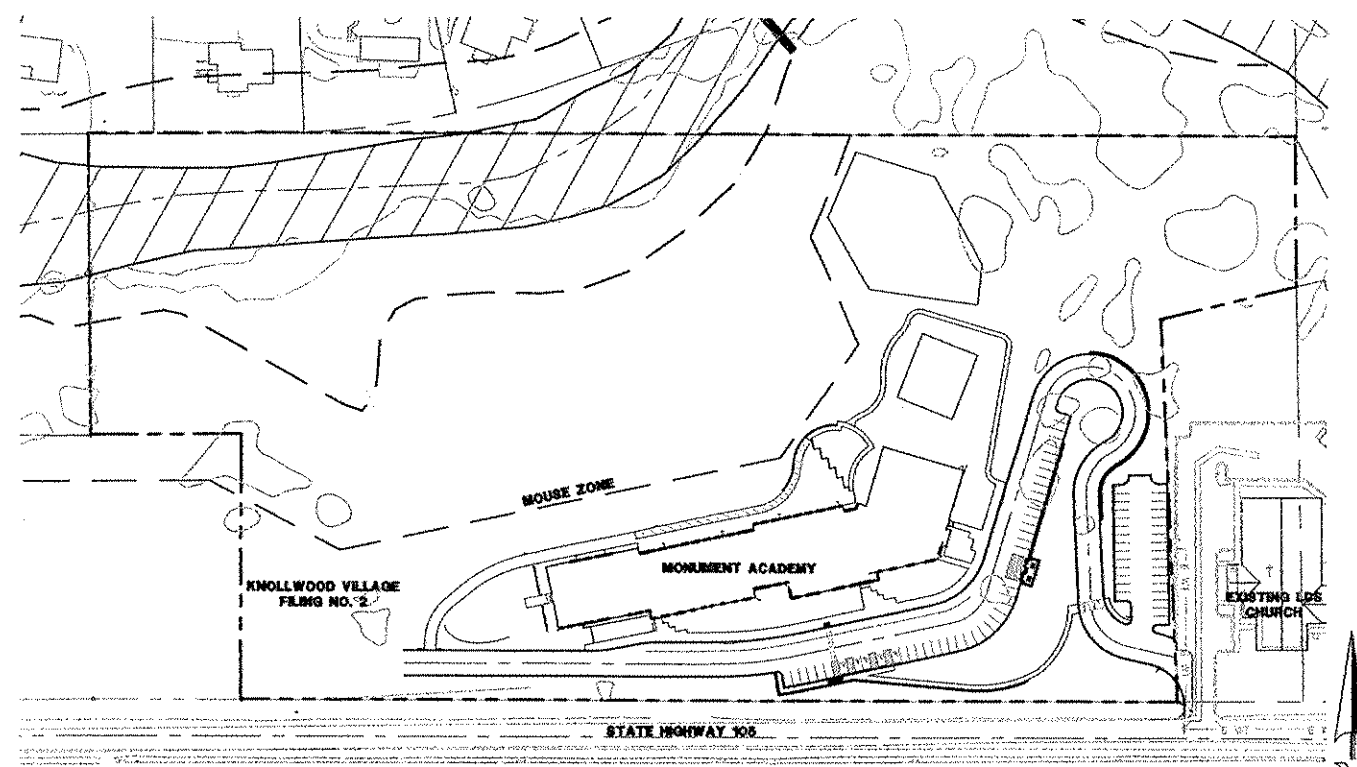 MOUSE ZONE
MONUMENT ACADEMY
KNOLLWOOD VILLAGE
FILING NO. 2
EXISTING LDS
CHURCH
STATE HIGHWAY 105